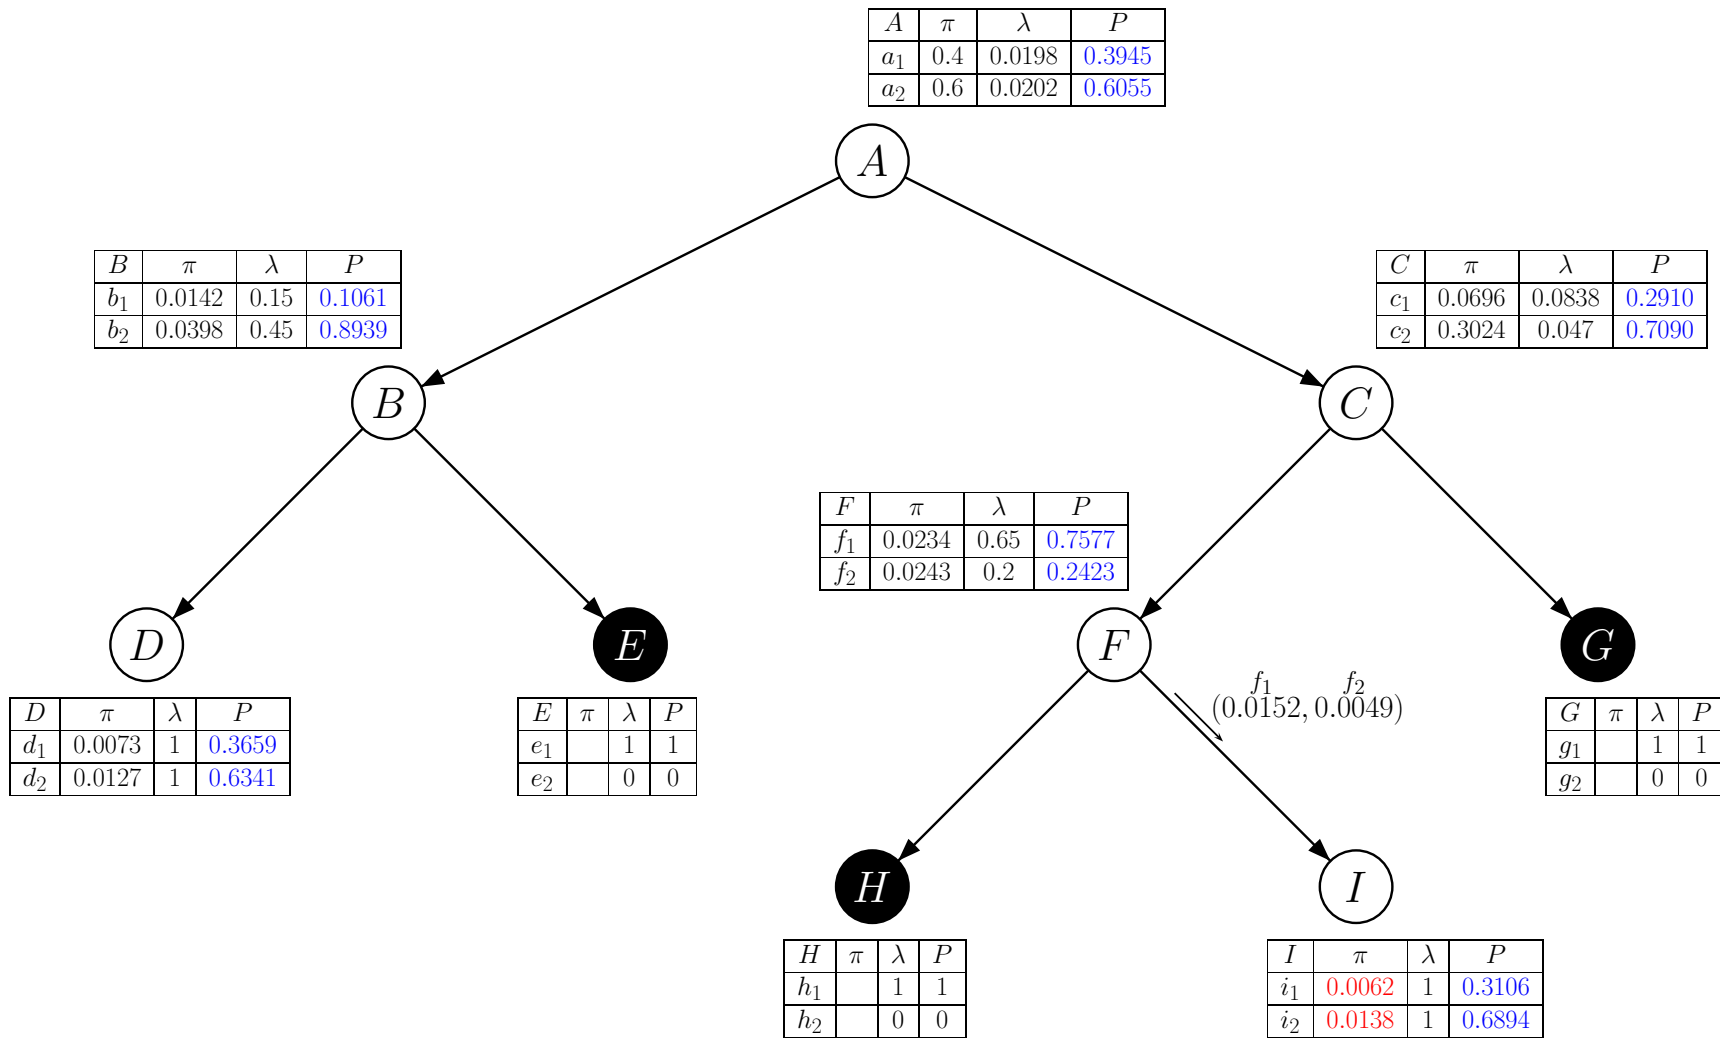 A π λ P
a₁ 0.4 0.0198 0.3945
a₂ 0.6 0.0202 0.6055
A
B π λ P
b₁ 0.0142 0.15 0.1061
b₂ 0.0398 0.45 0.8939
C π λ P
c₁ 0.0696 0.0838 0.2910
c₂ 0.3024 0.047 0.7090
B
C
F π λ P
f₁ 0.0234 0.65 0.7577
f₂ 0.0243 0.2 0.2423
D
E
F
G
f₁ f₂
(0.0152, 0.0049)
D π λ P
d₁ 0.0073 1 0.3659
d₂ 0.0127 1 0.6341
E π λ P
e₁ 1 1
e₂ 0 0
G π λ P
g₁ 1 1
g₂ 0 0
H
I
H π λ P
h₁ 1 1
h₂ 0 0
I π λ P
i₁ 0.0062 1 0.3106
i₂ 0.0138 1 0.6894